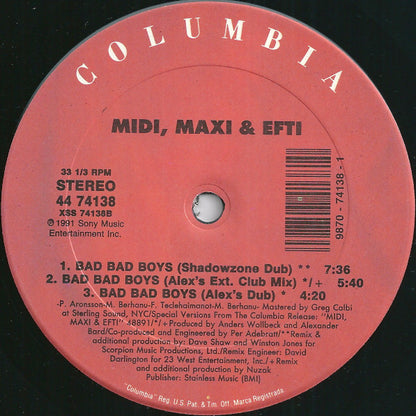 COLUMBIA
MIDI, MAXI & EFTI
33 1/3 RPM
STEREO
44 74138
XSS 74138B
℗ 1991 Sony Music
Entertainment Inc.
9870 - 74138 - 1
1. BAD BAD BOYS (Shadowzone Dub) ** 7:36
2. BAD BAD BOYS (Alex's Ext. Club Mix) */+ 5:40
3. BAD BAD BOYS (Alex's Dub) * 4:20
-P. Aronsson-M. Berhanu-F. Teclehaimanot-M. Berhanu- Mastered by Greg Calbi
at Sterling Sound, NYC/Special Versions From The Columbia Release: "MIDI,
MAXI & EFTI" 48891/*+Produced by Anders Wollbeck and Alexander
Bard/Co-produced and Engineered by Per Adebratt/**Remix &
additional production by: Dave Shaw and Winston Jones for
Scorpion Music Productions, Ltd./Remix Engineer: David
Darlington for 23 West Entertainment, Inc./+Remix
and additional production by Nuzak
Publisher: Stainless Music (BMI)
"Columbia" Reg. U.S. Pat. & Tm. Off. Marca Registrada.